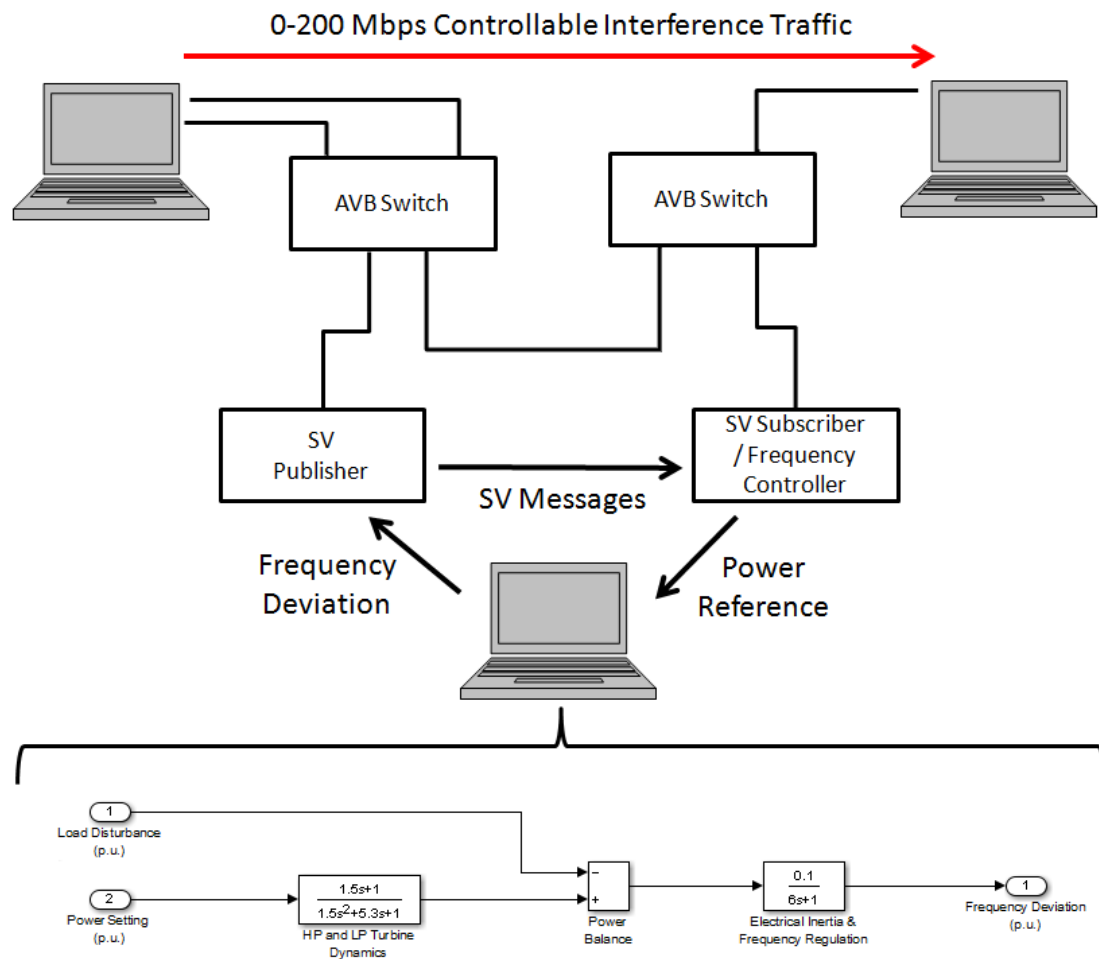 0-200 Mbps Controllable Interference Traffic
AVB Switch
AVB Switch
SV
Publisher
SV Subscriber
/ Frequency
Controller
SV Messages
Frequency
Deviation
Power
Reference
1
Load Disturbance
(p.u.)
2
Power Setting
(p.u.)
1.5s+1
1.5s²+5.3s+1
HP and LP Turbine
Dynamics
−
+
Power
Balance
0.1
6s+1
Electrical Inertia &
Frequency Regulation
1
Frequency Deviation
(p.u.)